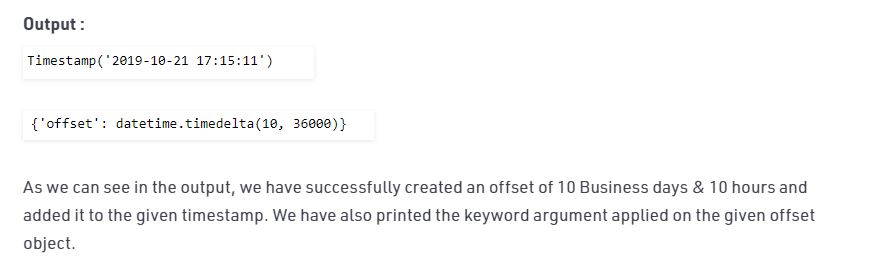 Output :
Timestamp('2019-10-21 17:15:11')
{'offset': datetime.timedelta(10, 36000)}
As we can see in the output, we have successfully created an offset of 10 Business days & 10 hours and
added it to the given timestamp. We have also printed the keyword argument applied on the given offset
object.